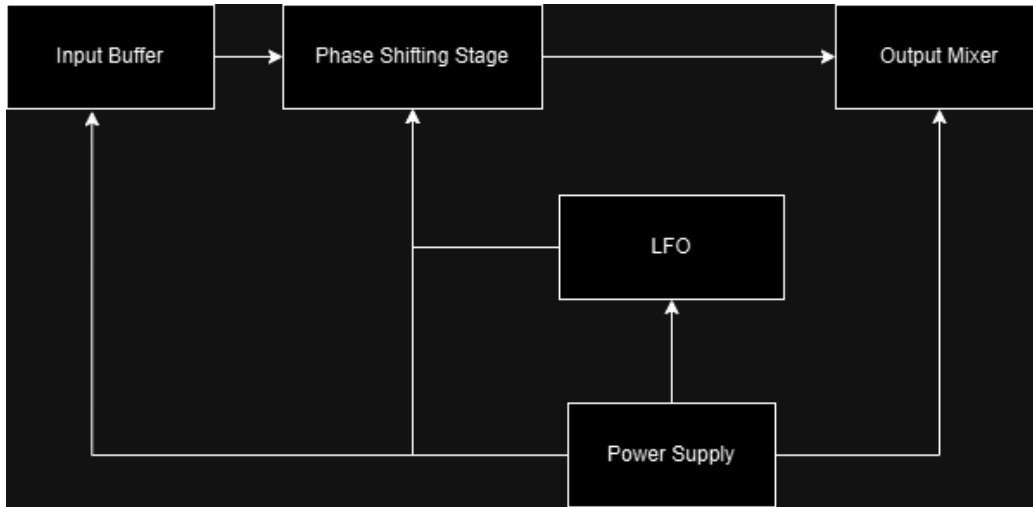 Input Buffer
Phase Shifting Stage
Output Mixer
LFO
Power Supply